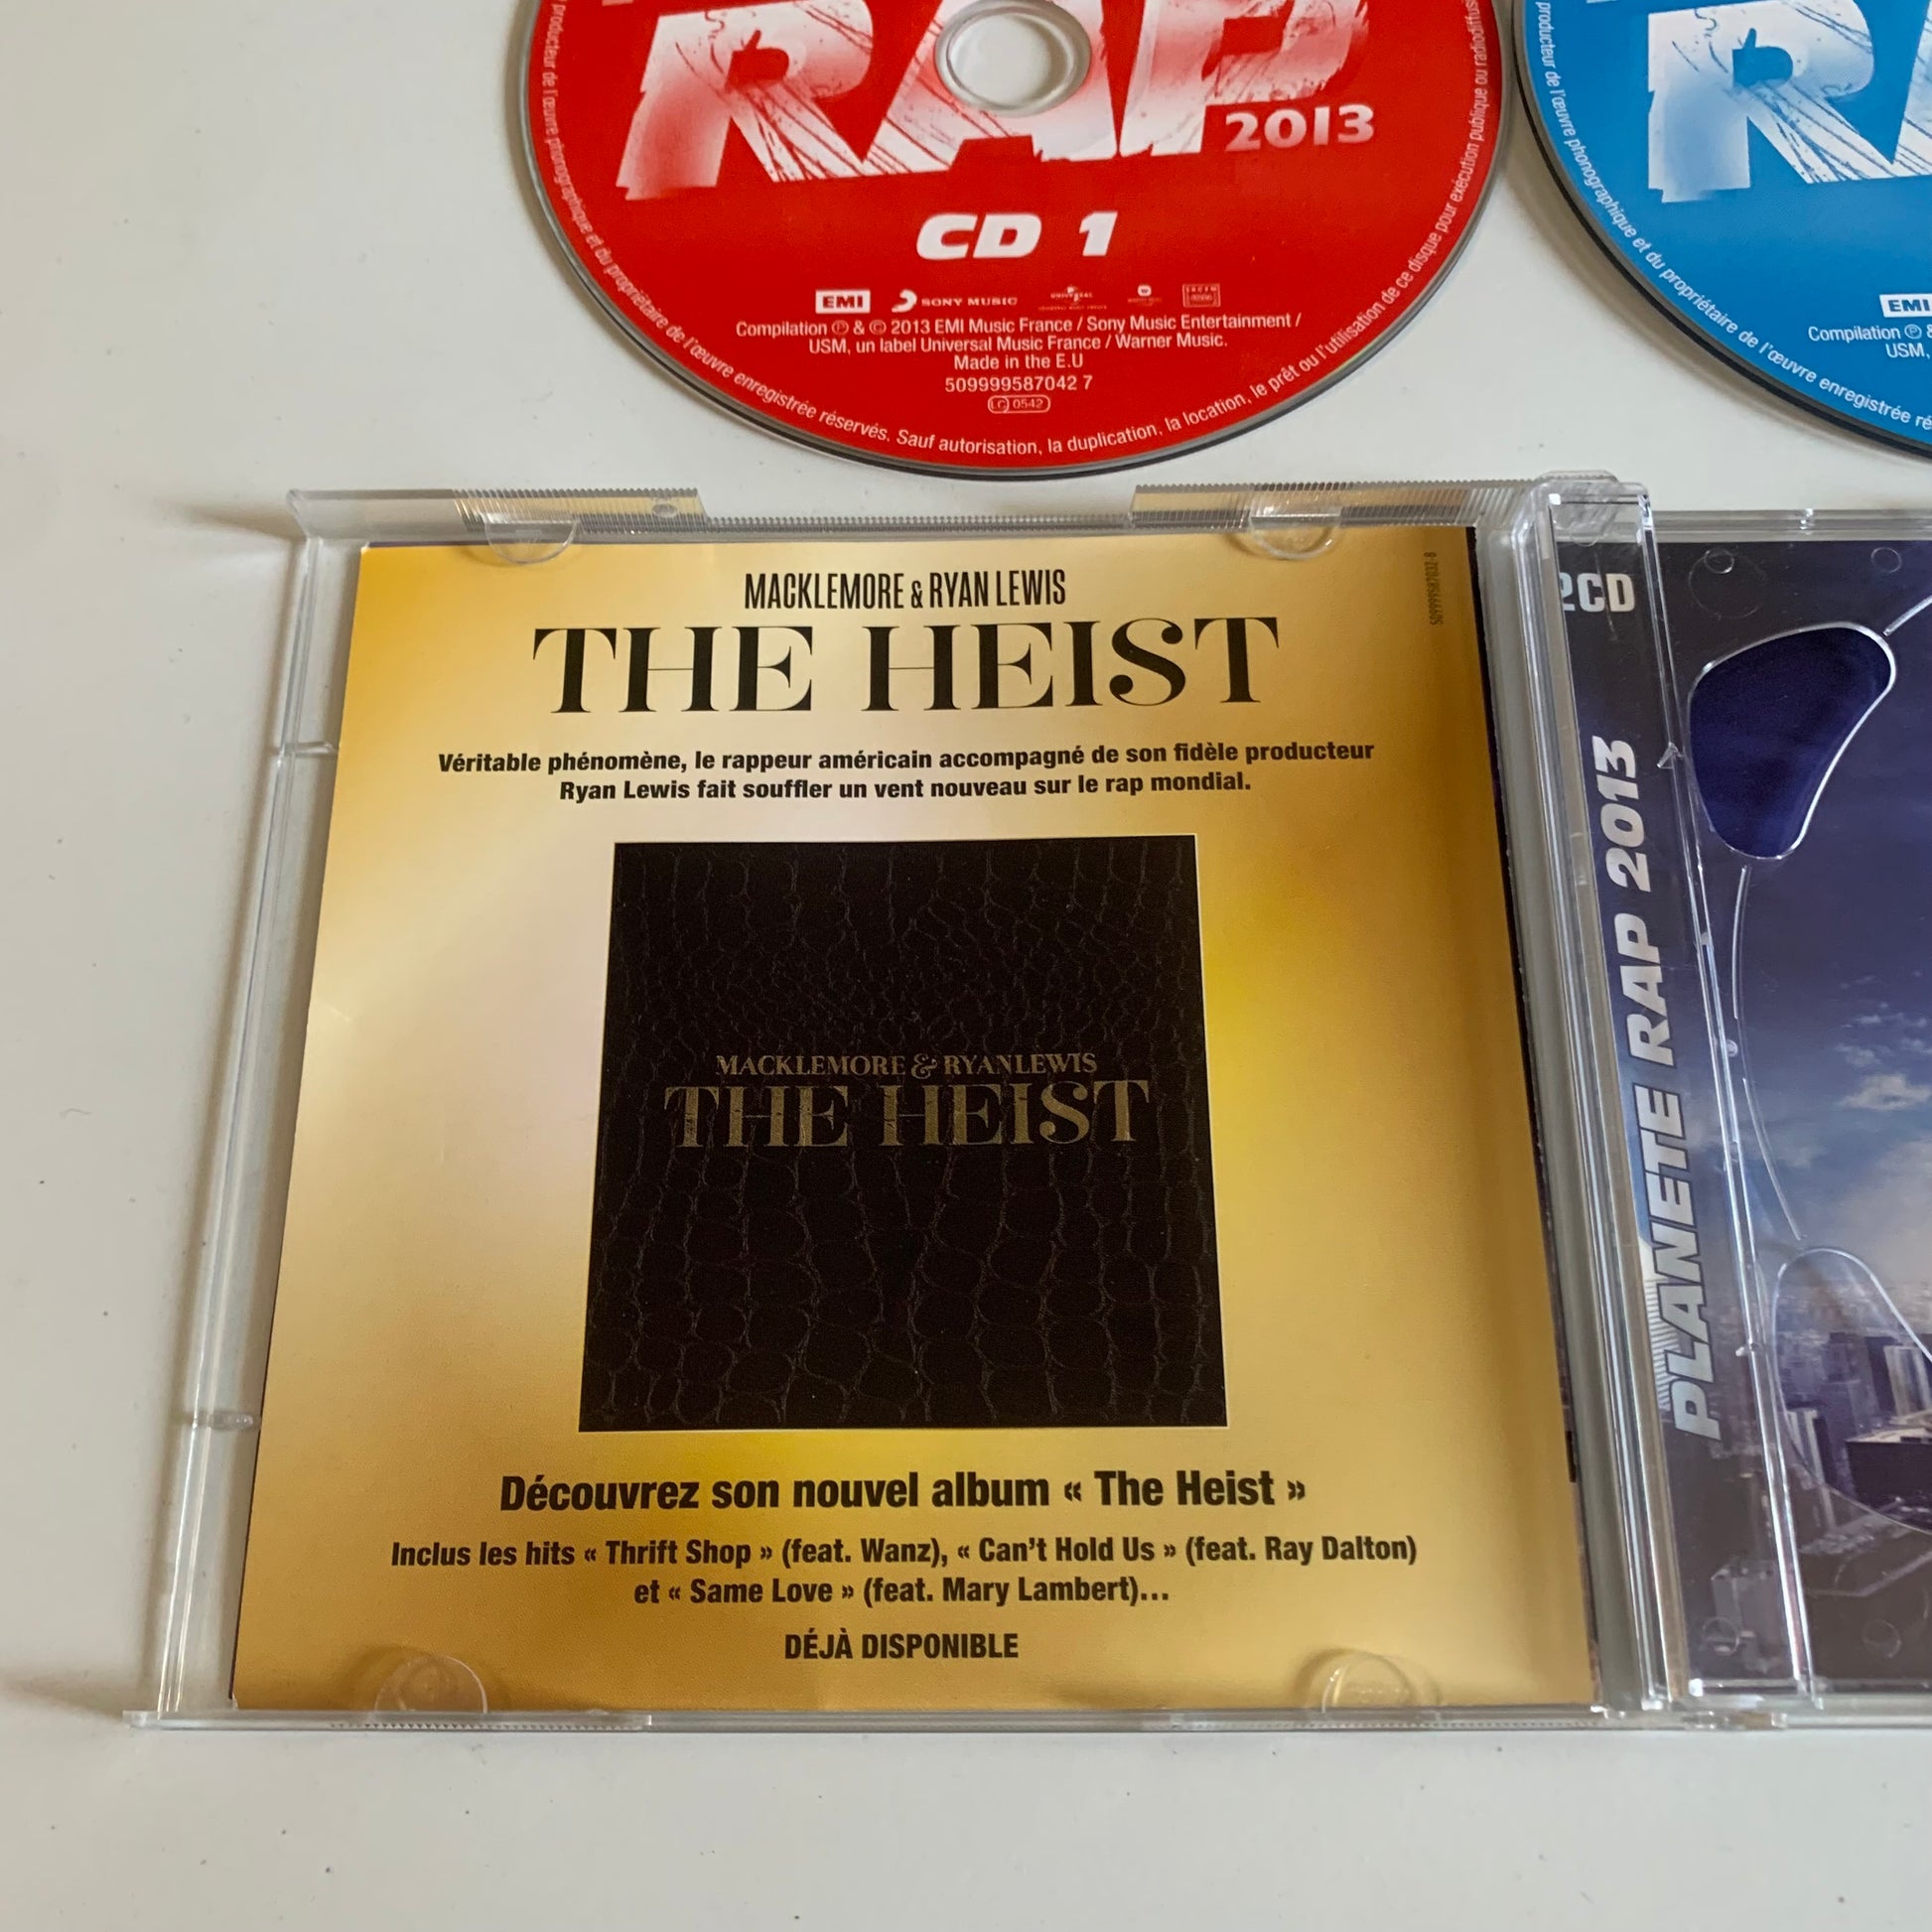 RAP
2013
CD 1
EMI SONY MUSIC
Compilation ℗ & © 2013 EMI Music France / Sony Music Entertainment /
USM, un label Universal Music France / Warner Music.
Made in the E.U
509999587042 7
LC 0542
producteur de l'œuvre phonographique et du propriétaire de l'œuvre enregistrée réservés. Sauf autorisation, la duplication, la location, le prêt ou l'utilisation de ce disque pour exécution publique ou radiodiffusi
RA
EMI
Compilation ℗ &
USM,
producteur de l'œuvre phonographique et du propriétaire de l'œuvre enregistrée ré
MACKLEMORE & RYAN LEWIS
THE HEIST
Véritable phénomène, le rappeur américain accompagné de son fidèle producteur
Ryan Lewis fait souffler un vent nouveau sur le rap mondial.
MACKLEMORE & RYAN LEWIS
THE HEIST
Découvrez son nouvel album « The Heist »
Inclus les hits « Thrift Shop » (feat. Wanz), « Can't Hold Us » (feat. Ray Dalton)
et « Same Love » (feat. Mary Lambert)...
DÉJÀ DISPONIBLE
2CD
PLANETE RAP 2013